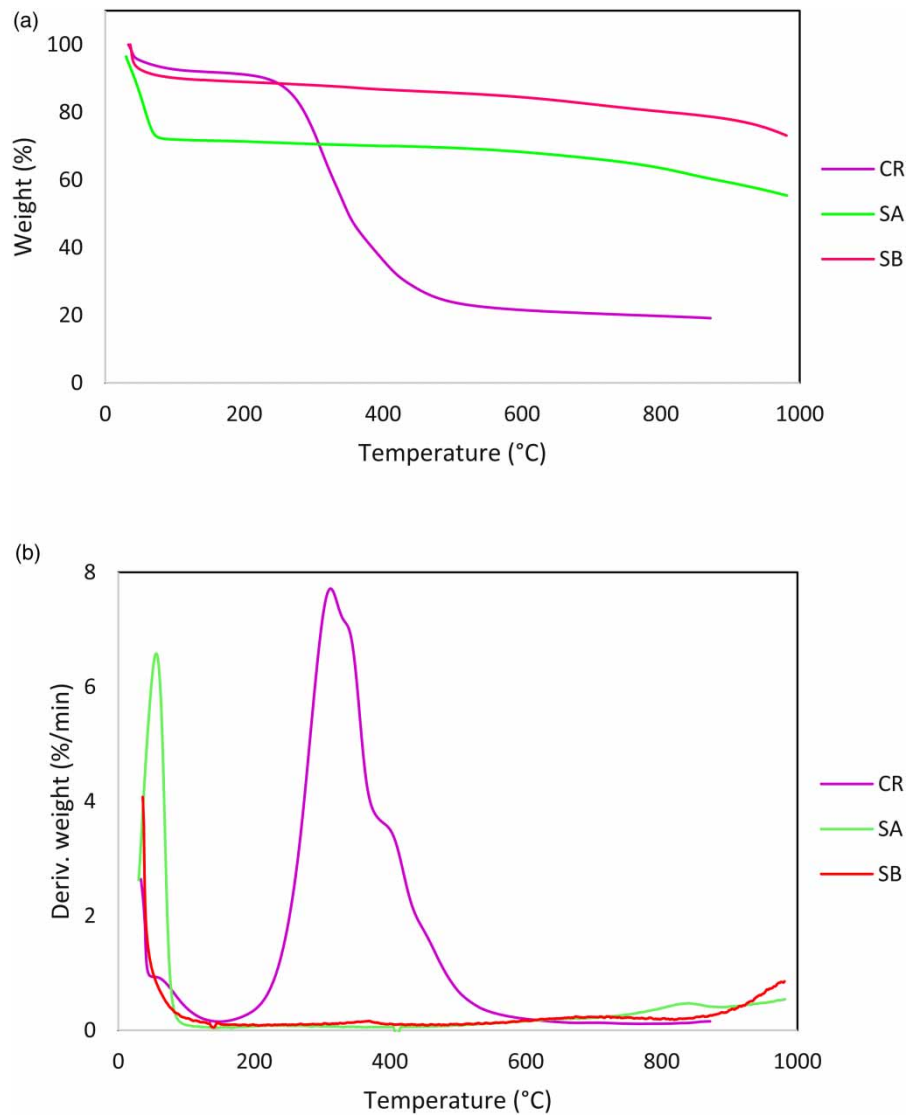 (a)
100
80
60
40
20
0
Weight (%)
0 200 400 600 800 1000
Temperature (°C)
CR
SA
SB
(b)
8
6
4
2
0
Deriv. weight (%/min)
0 200 400 600 800 1000
Temperature (°C)
CR
SA
SB